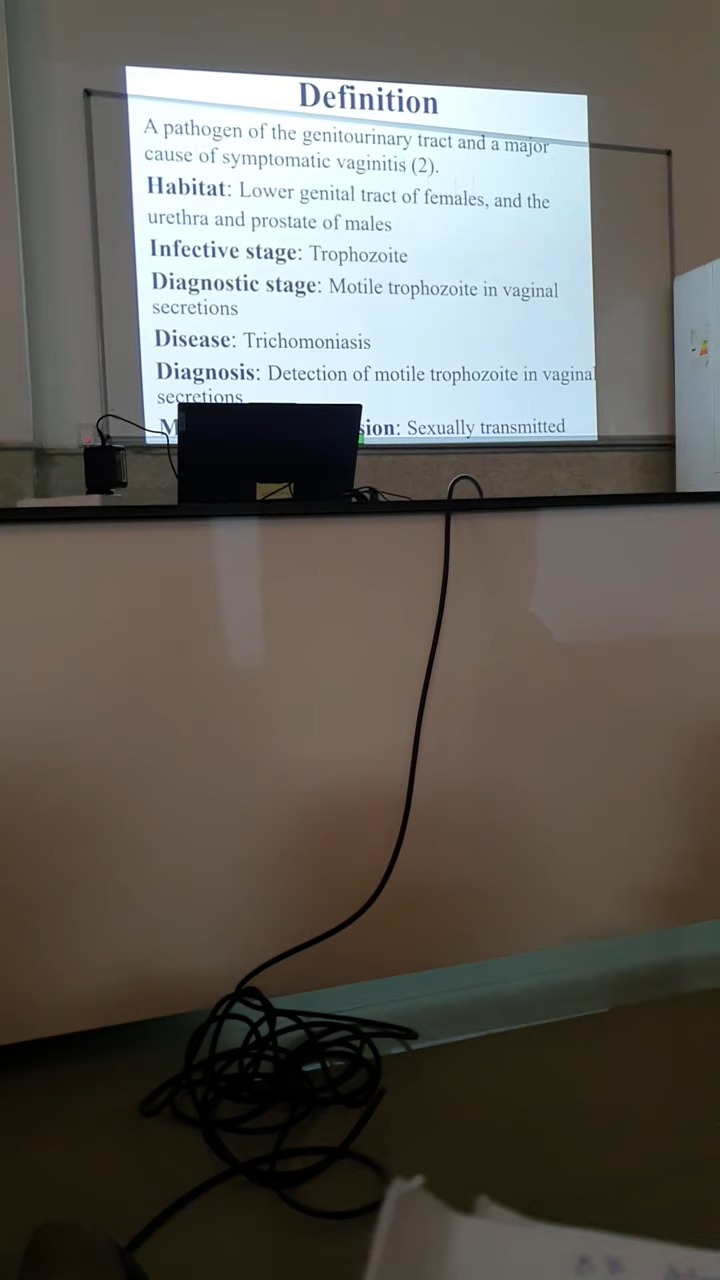 Definition
A pathogen of the genitourinary tract and a major
cause of symptomatic vaginitis (2).
Habitat: Lower genital tract of females, and the
urethra and prostate of males
Infective stage: Trophozoite
Diagnostic stage: Motile trophozoite in vaginal
secretions
Disease: Trichomoniasis
Diagnosis: Detection of motile trophozoite in vaginal
secretions
M sion: Sexually transmitted